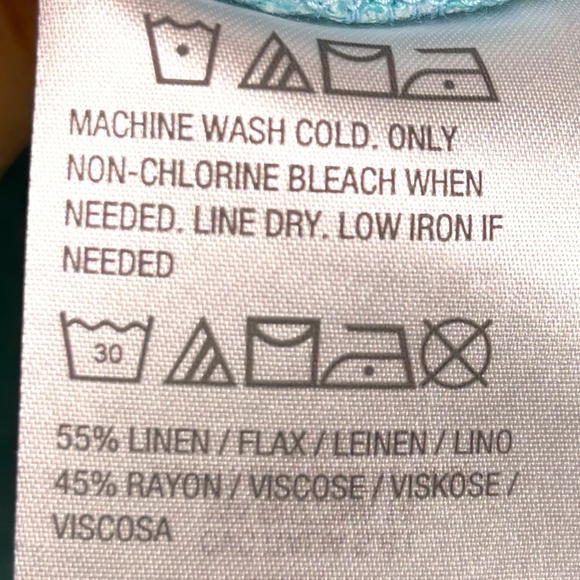 MACHINE WASH COLD. ONLY
NON-CHLORINE BLEACH WHEN
NEEDED. LINE DRY. LOW IRON IF
NEEDED
30
55% LINEN / FLAX / LEINEN / LINO
45% RAYON / VISCOSE / VISKOSE /
VISCOSA